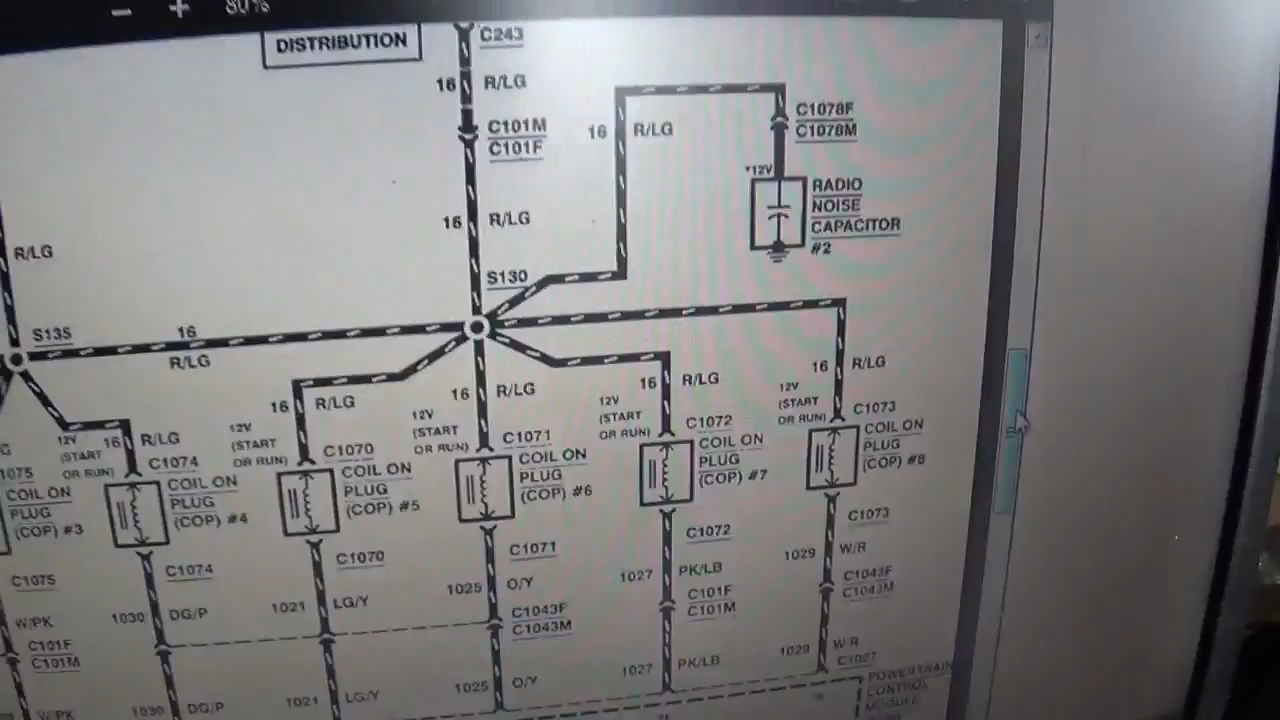 80%
DISTRIBUTION
C243
16 R/LG
C101M
C101F
16 R/LG
C1078F
C1078M
16 R/LG
*12V
RADIO
NOISE
CAPACITOR
#2
R/LG
S130
S135
16
R/LG
16 R/LG
12V
(START
OR RUN)
16 R/LG
C1074
COIL ON
PLUG
(COP) #4
12V
(START
OR RUN)
16 R/LG
C1070
COIL ON
PLUG
(COP) #5
12V
(START
OR RUN)
16 R/LG
C1071
COIL ON
PLUG
(COP) #6
12V
(START
OR RUN)
16 R/LG
C1072
COIL ON
PLUG
(COP) #7
12V
(START
OR RUN)
C1073
COIL ON
PLUG
(COP) #8
1075
COIL ON
PLUG
(COP) #3
C1075
C1074
C1070
C1071
C1072
C1073
W/PK
1030 DG/P
1021 LG/Y
1025 O/Y
1027 PK/LB
1029 W/R
C101F
C101M
C1043F
C1043M
C101F
C101M
C1043F
C1043M
W/PK
1030 DG/P
1021 LG/Y
1025 O/Y
1027 PK/LB
1029 W/R
C1027
POWERTRAIN
CONTROL
MODULE